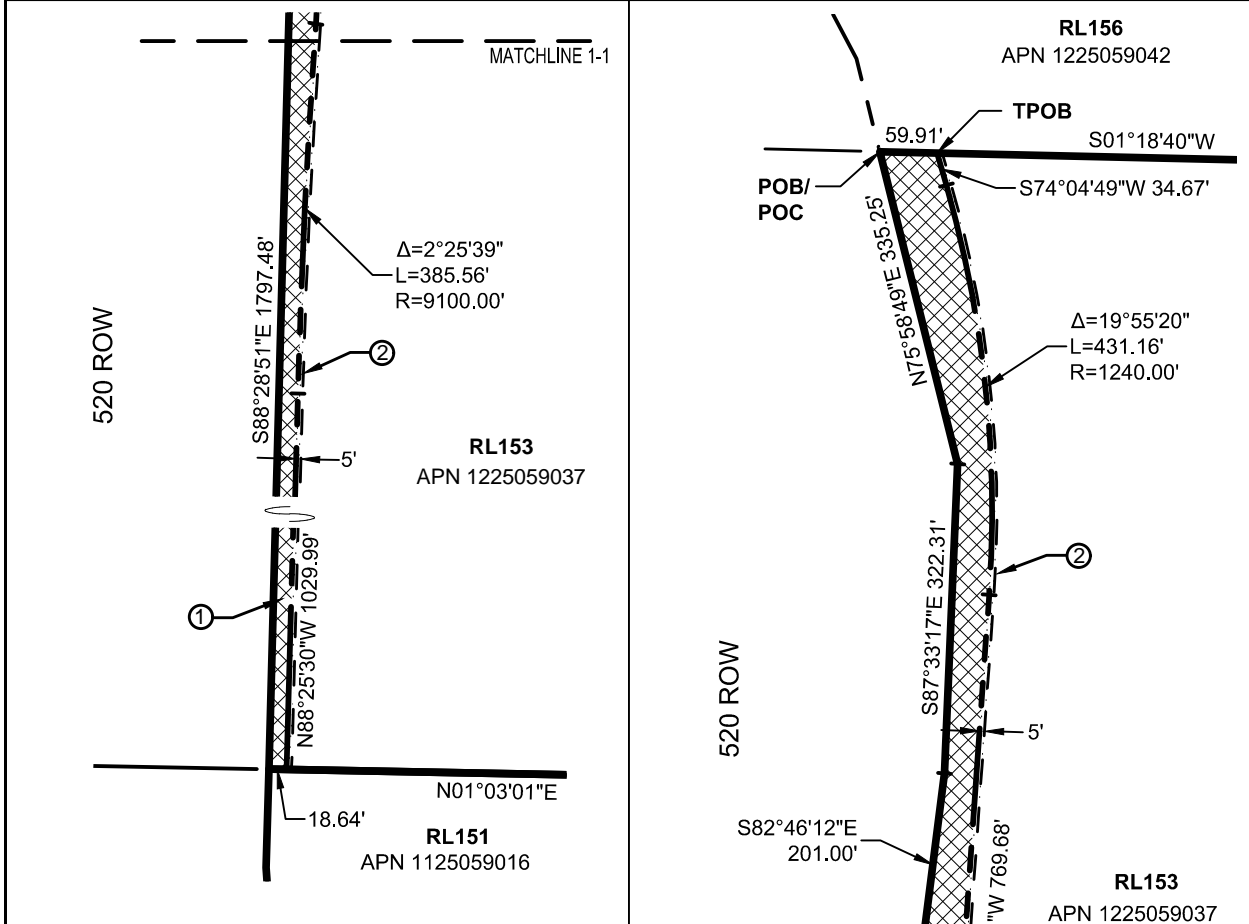 MATCHLINE 1-1
S88°28'51"E 1797.48'
Δ=2°25'39"
L=385.56'
R=9100.00'
520 ROW
2
RL153
APN 1225059037
5'
1
N88°25'30"W 1029.99'
N01°03'01"E
18.64'
RL151
APN 1125059016
RL156
APN 1225059042
TPOB
59.91'
S01°18'40"W
POB/
POC
S74°04'49"W 34.67'
N75°58'49"E 335.25'
Δ=19°55'20"
L=431.16'
R=1240.00'
S87°33'17"E 322.31'
2
520 ROW
5'
S82°46'12"E
201.00'
"W 769.68'
RL153
APN 1225059037